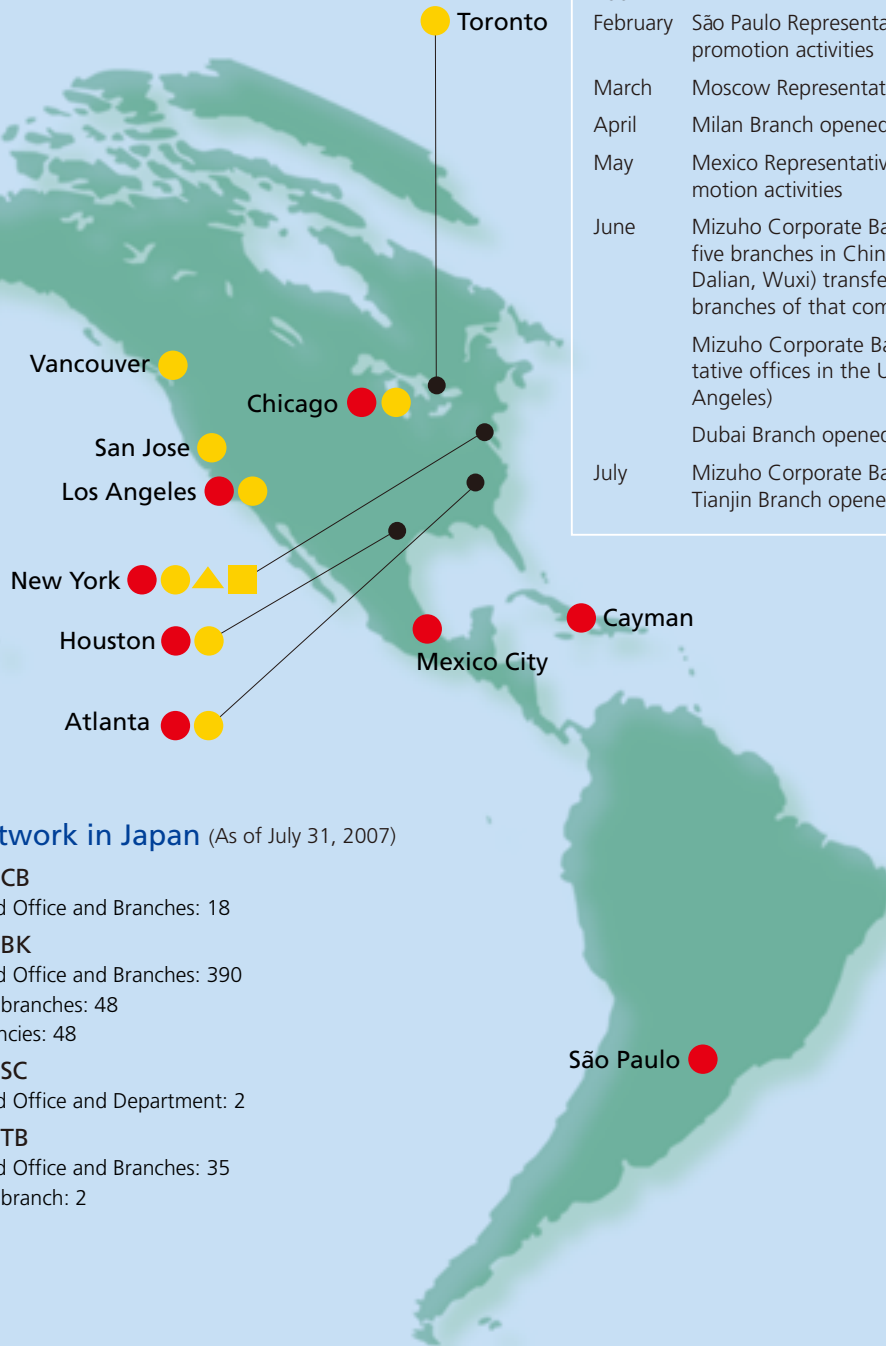 Toronto
February São Paulo Representa
promotion activities
March Moscow Representat
April Milan Branch opened
May Mexico Representativ
motion activities
June Mizuho Corporate Ba
five branches in Chin
Dalian, Wuxi) transfe
branches of that com
Mizuho Corporate Ba
tative offices in the U
Angeles)
Dubai Branch opened
July Mizuho Corporate Ba
Tianjin Branch opene
Vancouver
Chicago
San Jose
Los Angeles
New York
Houston
Atlanta
Cayman
Mexico City
São Paulo
twork in Japan (As of July 31, 2007)
CB
d Office and Branches: 18
BK
d Office and Branches: 390
branches: 48
ncies: 48
SC
d Office and Department: 2
TB
d Office and Branches: 35
branch: 2